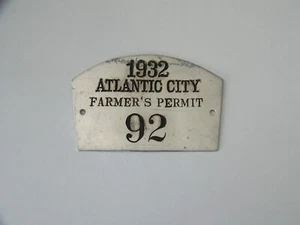 1932
ATLANTIC CITY
FARMER'S PERMIT
92